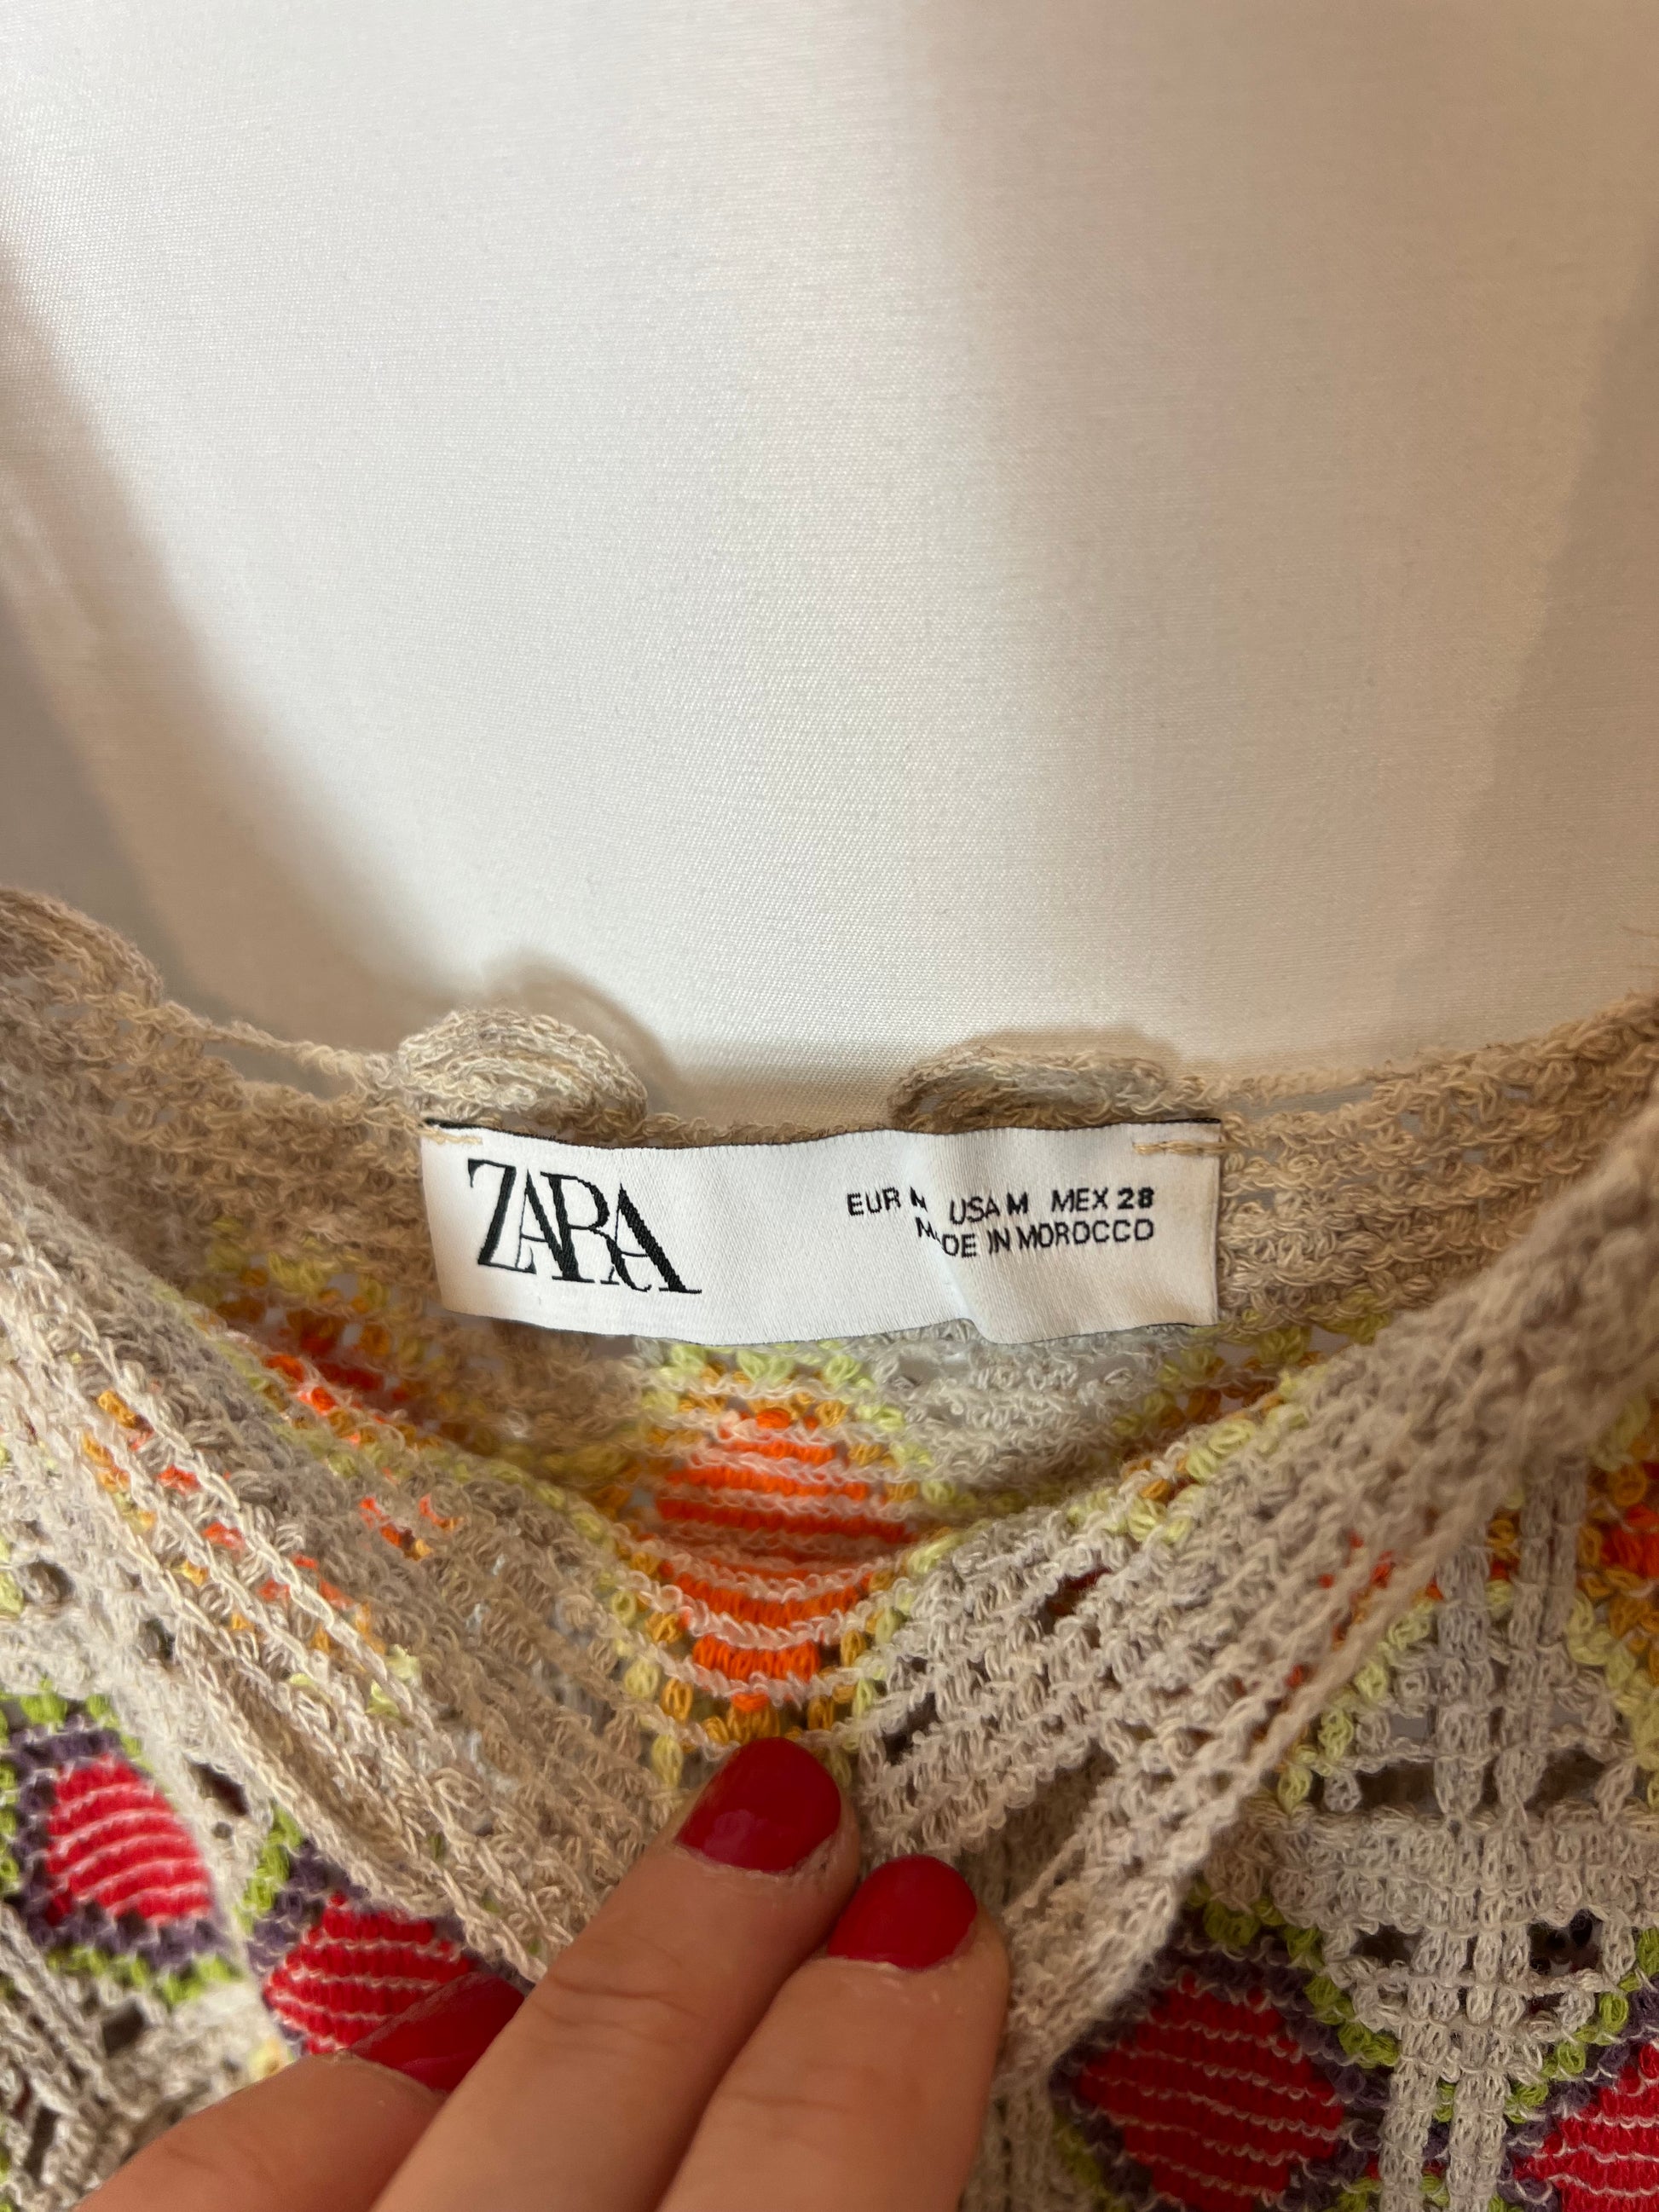 ZARA
EUR M USA M MEX 28
MADE IN MOROCCO